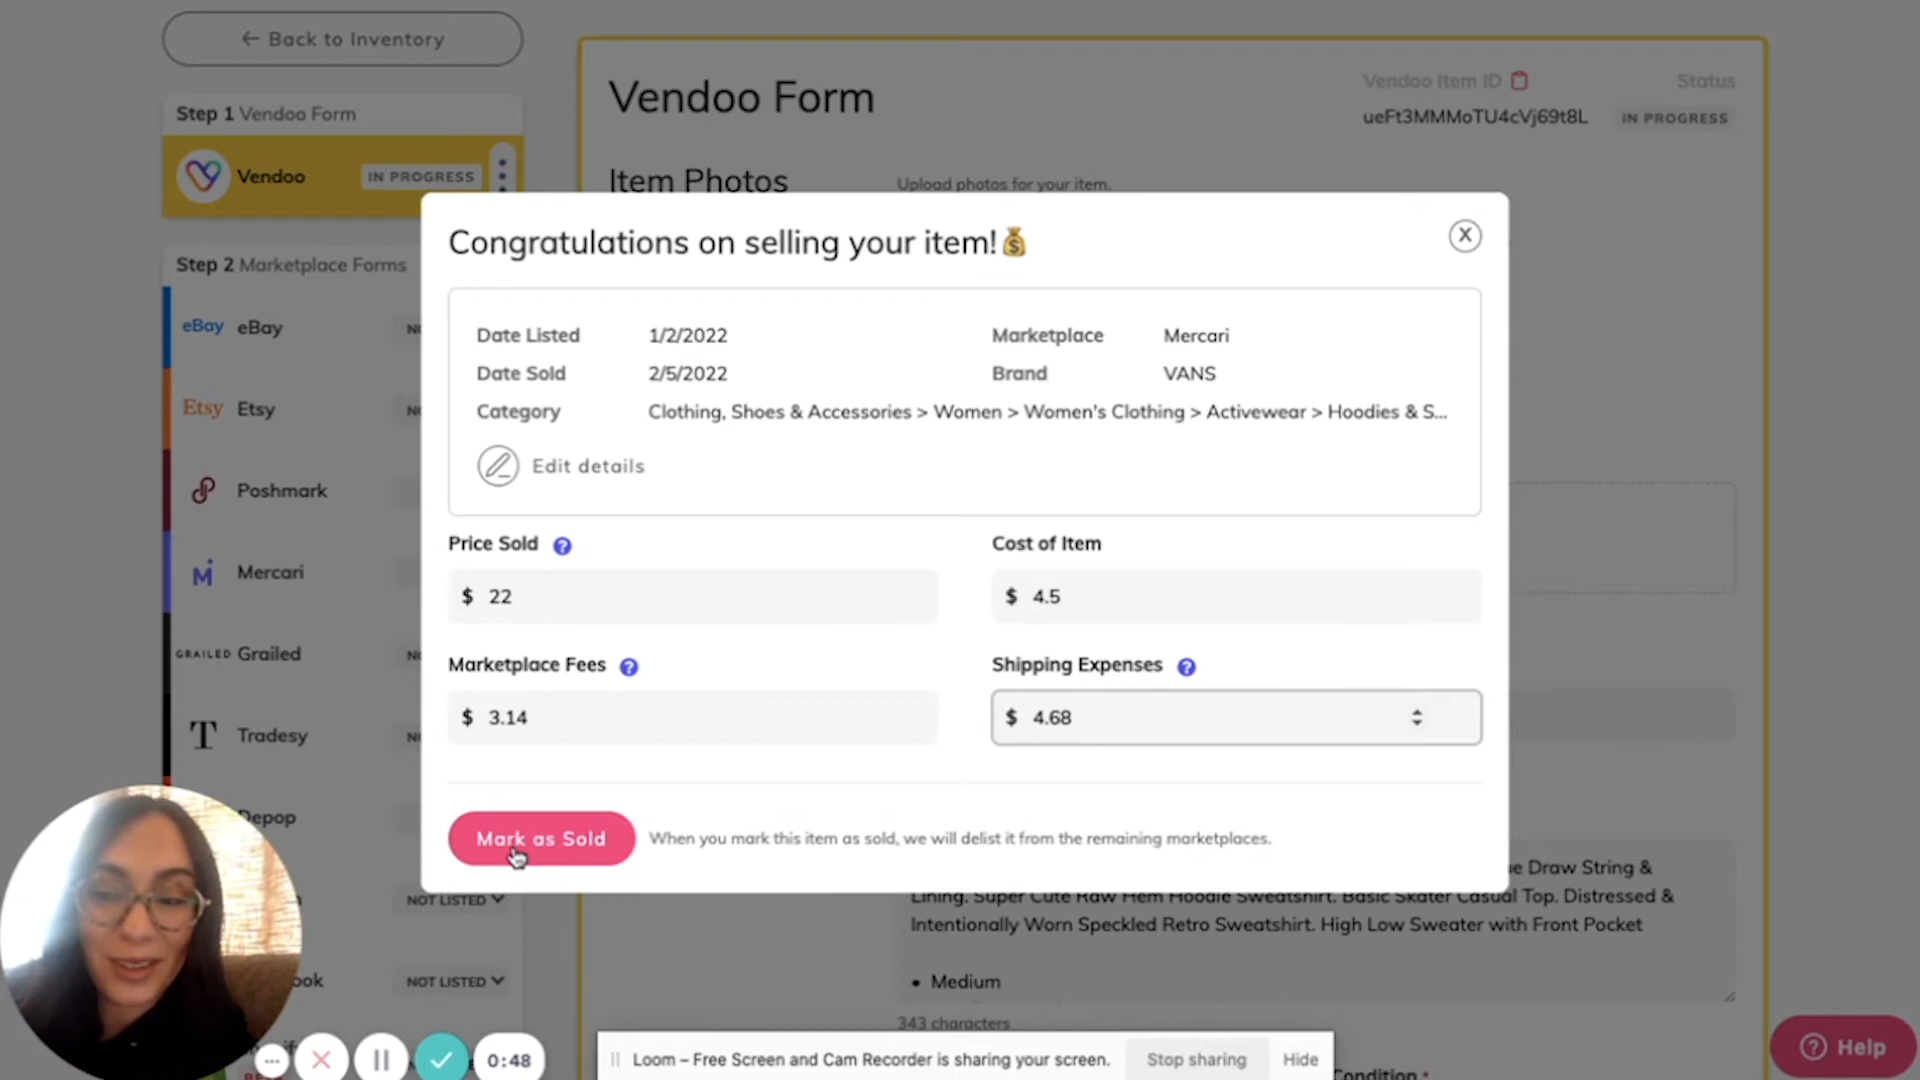 ← Back to Inventory
Step 1 Vendoo Form
Vendoo
IN PROGRESS
Step 2 Marketplace Forms
eBay eBay
Etsy Etsy
Poshmark
Mercari
GRAILED Grailed
T Tradesy
Depop
NOT LISTED
ook
NOT LISTED
Vendoo Form
Vendoo Item ID
Status
ueFt3MMMoTU4cVj69t8L
IN PROGRESS
Item Photos
Upload photos for your item.
Congratulations on selling your item!💰
X
Date Listed 1/2/2022
Marketplace Mercari
Date Sold 2/5/2022
Brand VANS
Category Clothing, Shoes & Accessories > Women > Women's Clothing > Activewear > Hoodies & S...
Edit details
Price Sold ?
Cost of Item
$ 22
$ 4.5
Marketplace Fees ?
Shipping Expenses ?
$ 3.14
$ 4.68
Mark as Sold
When you mark this item as sold, we will delist it from the remaining marketplaces.
ue Draw String &
Lining. Super Cute Raw Hem Hoodie Sweatshirt. Basic Skater Casual Top. Distressed &
Intentionally Worn Speckled Retro Sweatshirt. High Low Sweater with Front Pocket
• Medium
343 characters
Condition *
0:48
Loom – Free Screen and Cam Recorder is sharing your screen.
Stop sharing
Hide
? Help